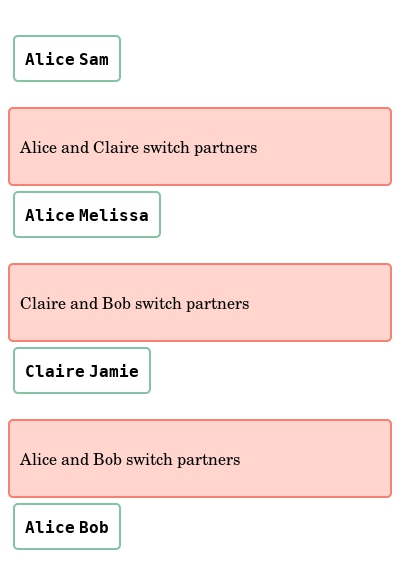 Alice Sam
Alice and Claire switch partners
Alice Melissa
Claire and Bob switch partners
Claire Jamie
Alice and Bob switch partners
Alice Bob